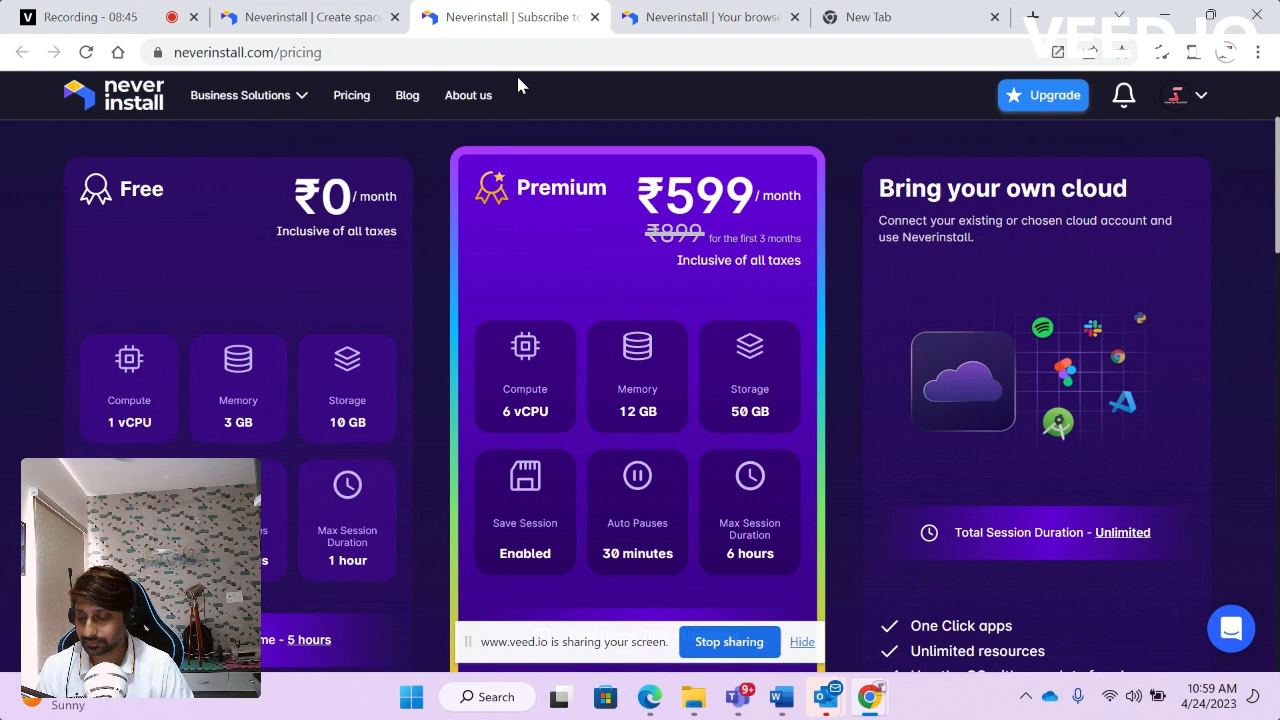 Recording - 00:08:05
Neverinstall | Create spac
Neverinstall | Subscribe to
Neverinstall | Your browse
New Tab
VEED.IO
neverinstall.com/pricing
never
install
Business Solutions
Pricing
Blog
About us
Upgrade
Free
₹0 / month
Inclusive of all taxes
Compute
1 vCPU
Memory
3 GB
Storage
10 GB
Max Session
Duration
1 hour
me - 5 hours
Premium
₹599 / month
₹899 for the first 3 months
Inclusive of all taxes
Compute
6 vCPU
Memory
12 GB
Storage
50 GB
Save Session
Enabled
Auto Pauses
30 minutes
Max Session
Duration
6 hours
Bring your own cloud
Connect your existing or chosen cloud account and
use Neverinstall.
Total Session Duration - Unlimited
One Click apps
Unlimited resources
www.veed.io is sharing your screen.
Stop sharing
Hide
Sunny
Search
9+
10:59 AM
4/24/2023